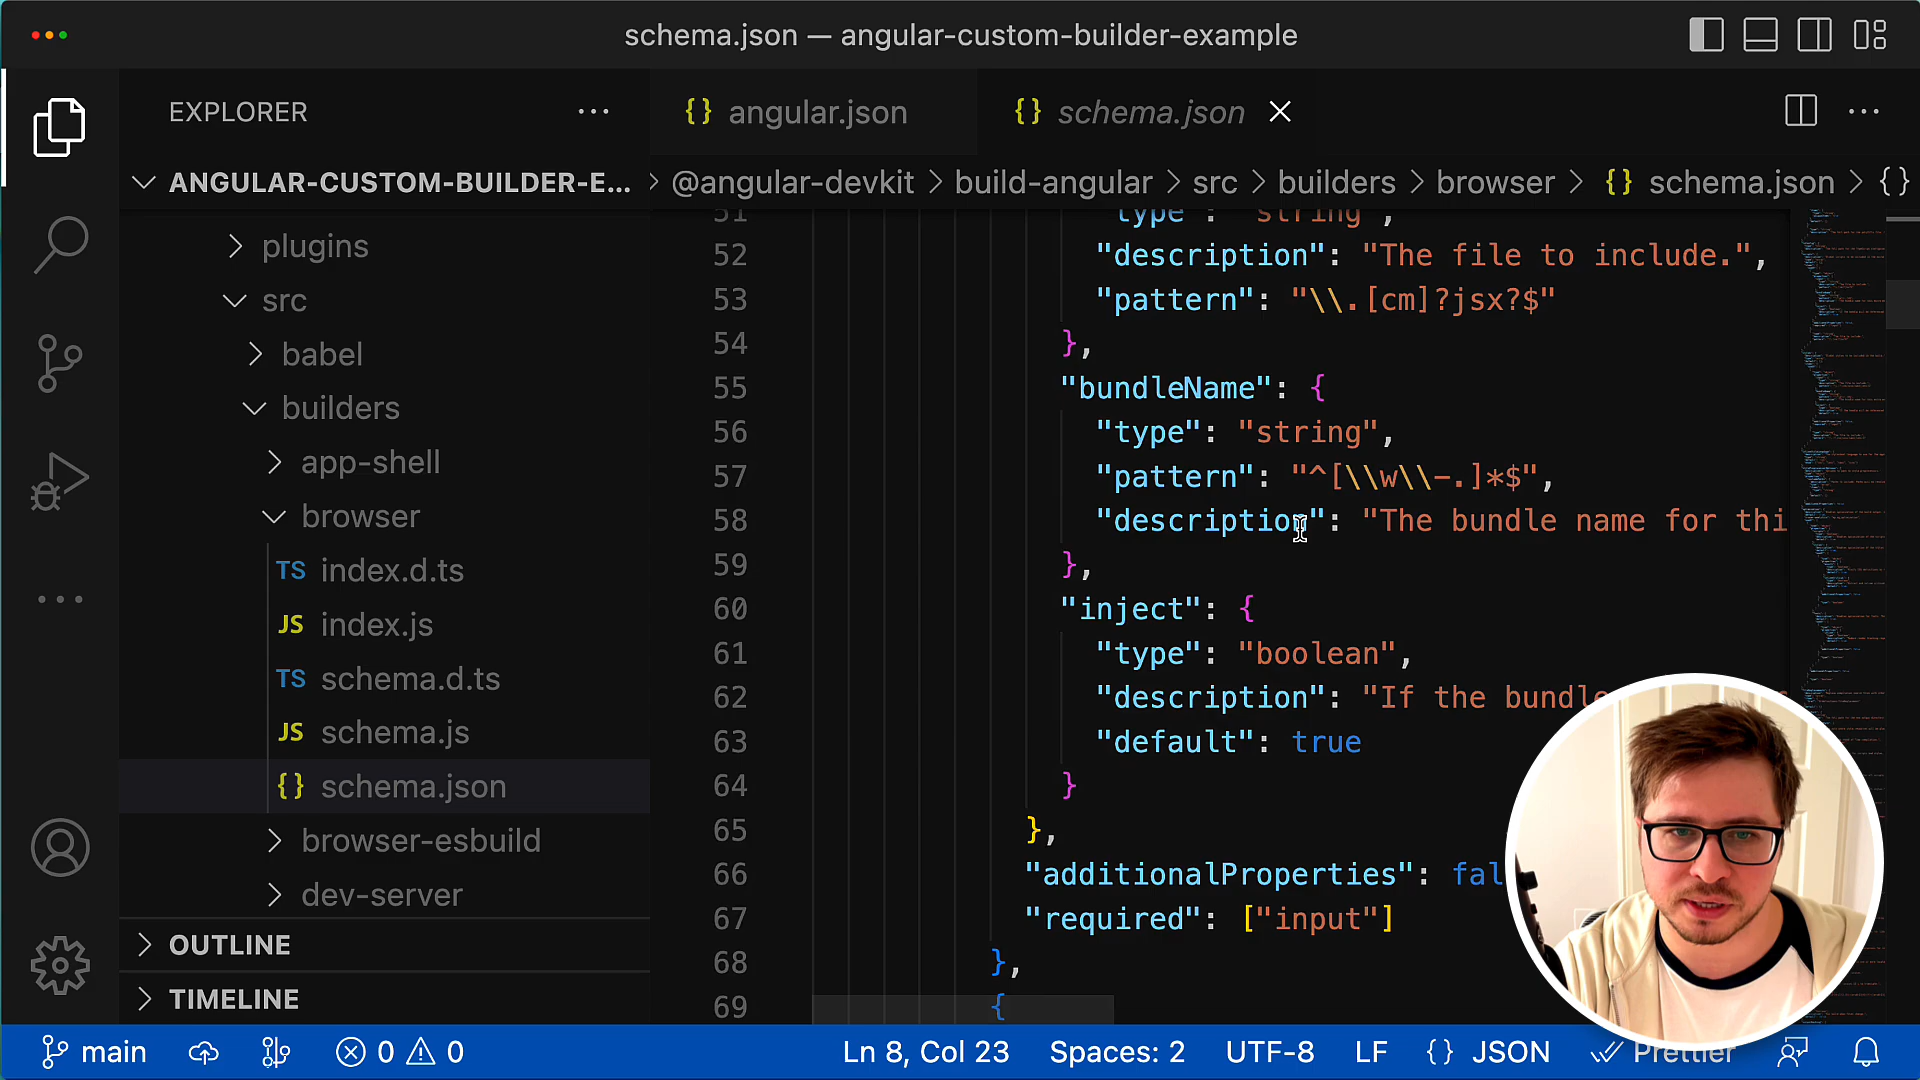 schema.json — angular-custom-builder-example
EXPLORER
ANGULAR-CUSTOM-BUILDER-E...
plugins
src
babel
builders
app-shell
browser
TS index.d.ts
JS index.js
TS schema.d.ts
JS schema.js
{} schema.json
browser-esbuild
dev-server
OUTLINE
TIMELINE
{} angular.json
{} schema.json
@angular-devkit > build-angular > src > builders > browser > {} schema.json > {}
51 "type": "string",
52 "description": "The file to include.",
53 "pattern": "\\.[cm]?jsx?$"
54 },
55 "bundleName": {
56 "type": "string",
57 "pattern": "^[\\w\\-.]*$",
58 "description": "The bundle name for thi
59 },
60 "inject": {
61 "type": "boolean",
62 "description": "If the bundl
63 "default": true
64 }
65 },
66 "additionalProperties": fal
67 "required": ["input"]
68 },
69 {
main 0 0 Ln 8, Col 23 Spaces: 2 UTF-8 LF {} JSON Prettier